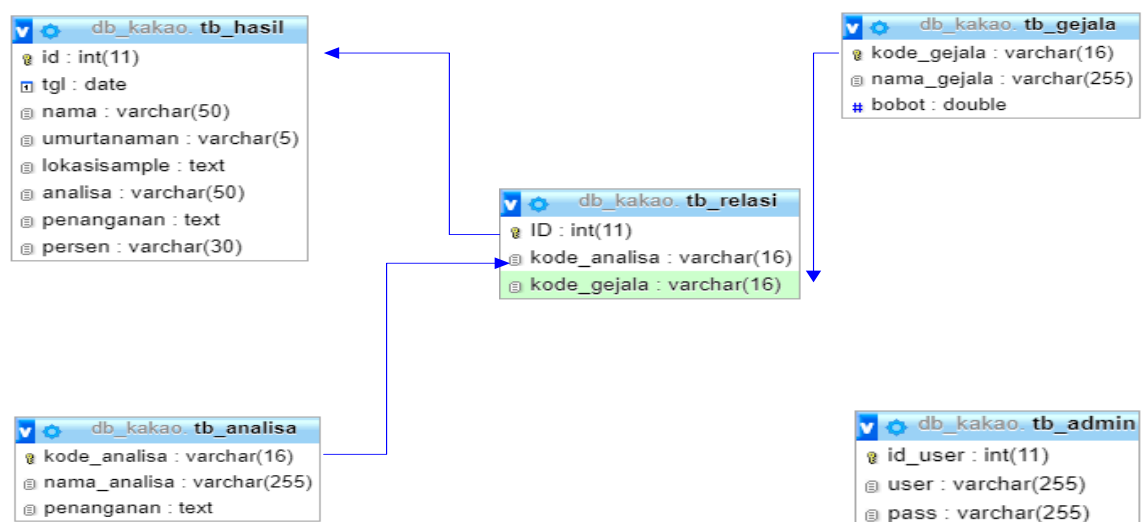 db_kakao. tb_hasil
id : int(11)
tgl : date
nama : varchar(50)
umurtanaman : varchar(5)
lokasisample : text
analisa : varchar(50)
penanganan : text
persen : varchar(30)
db_kakao. tb_gejala
kode_gejala : varchar(16)
nama_gejala : varchar(255)
# bobot : double
db_kakao. tb_relasi
ID : int(11)
kode_analisa : varchar(16)
kode_gejala : varchar(16)
db_kakao. tb_analisa
kode_analisa : varchar(16)
nama_analisa : varchar(255)
penanganan : text
db_kakao. tb_admin
id_user : int(11)
user : varchar(255)
pass : varchar(255)